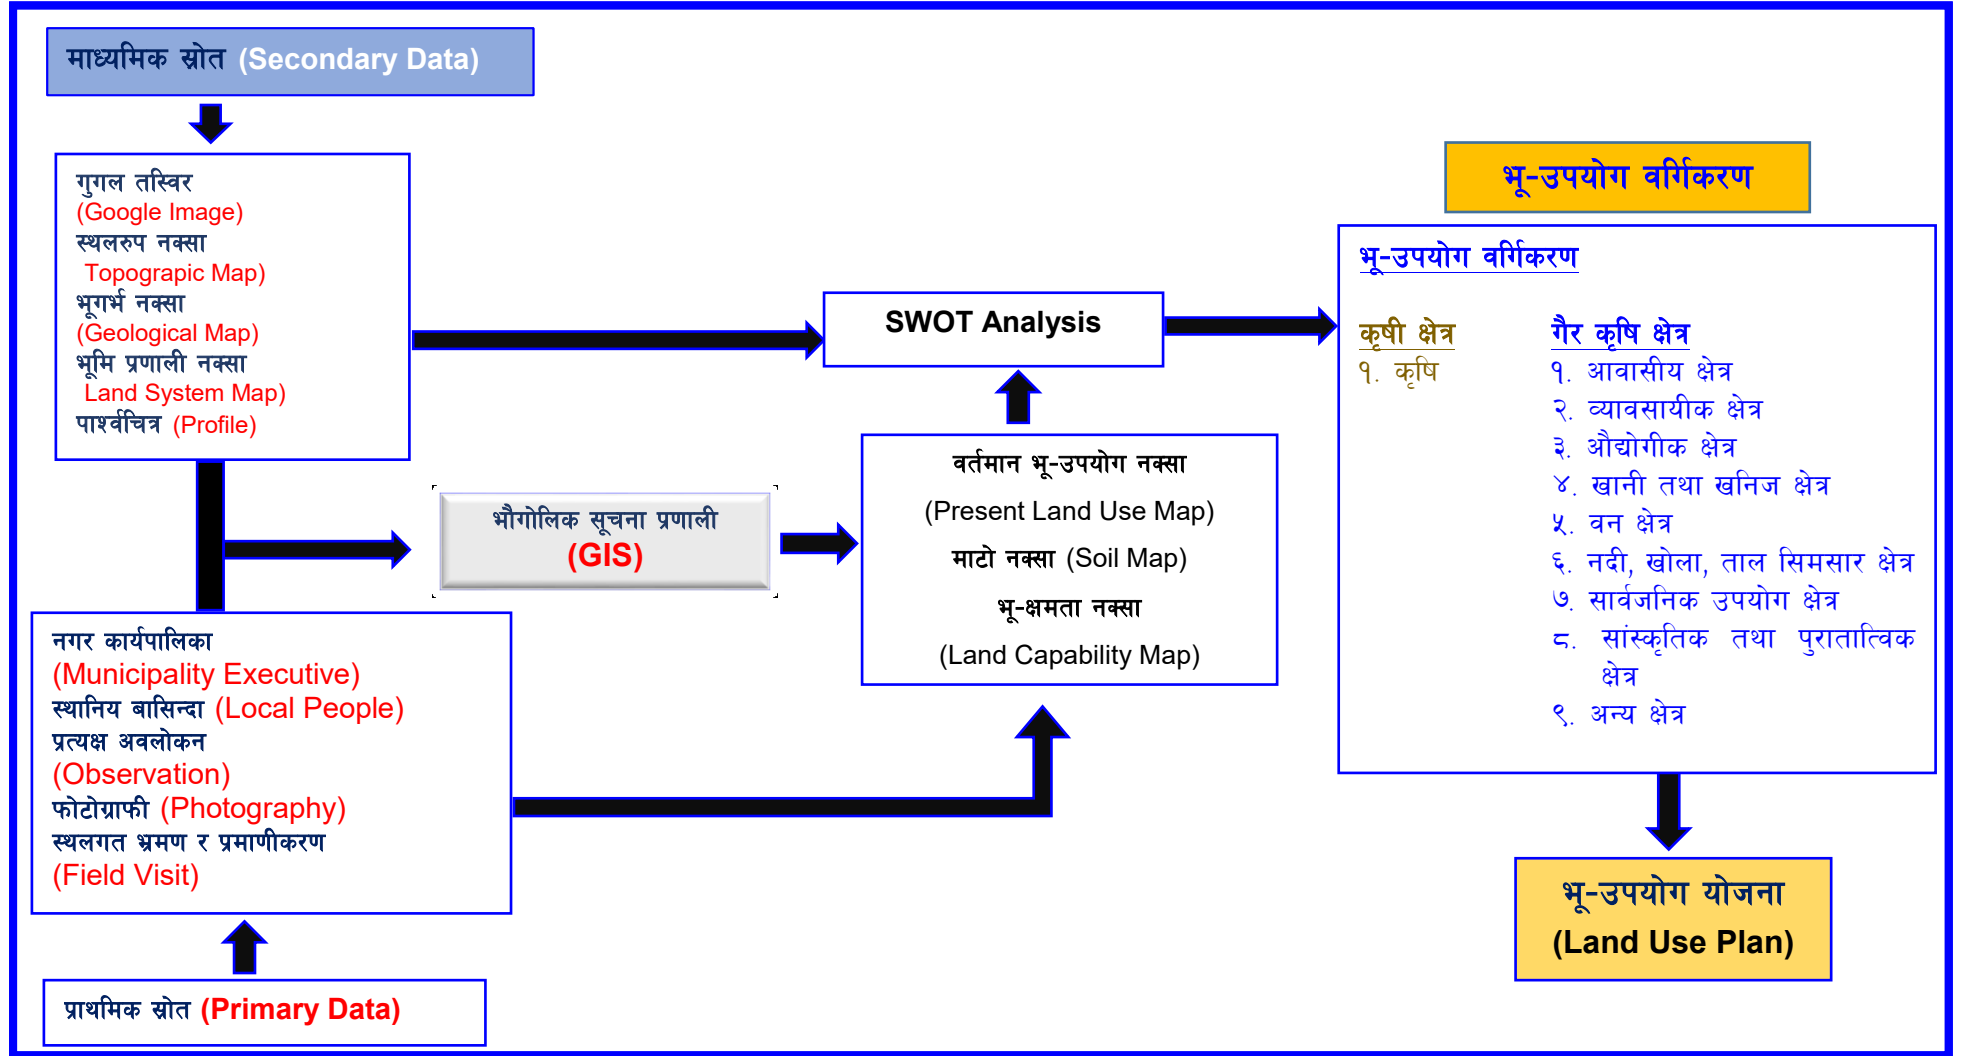 माध्यमिक स्रोत (Secondary Data)
गुगल तस्विर
(Google Image)
स्थलरुप नक्सा
Topograpic Map)
भूगर्भ नक्सा
(Geological Map)
भूमि प्रणाली नक्सा
Land System Map)
पार्श्वचित्र (Profile)
नगर कार्यपालिका
(Municipality Executive)
स्थानिय बासिन्दा (Local People)
प्रत्यक्ष अवलोकन
(Observation)
फोटोग्राफी (Photography)
स्थलगत भ्रमण र प्रमाणीकरण
(Field Visit)
प्राथमिक स्रोत (Primary Data)
भौगोलिक सूचना प्रणाली
(GIS)
SWOT Analysis
वर्तमान भू-उपयोग नक्सा
(Present Land Use Map)
माटो नक्सा (Soil Map)
भू-क्षमता नक्सा
(Land Capability Map)
भू-उपयोग वर्गिकरण
भू-उपयोग वर्गिकरण
कृषी क्षेत्र
१. कृषि
गैर कृषि क्षेत्र
१. आवासीय क्षेत्र
२. व्यावसायीक क्षेत्र
३. औद्योगीक क्षेत्र
४. खानी तथा खनिज क्षेत्र
५. वन क्षेत्र
६. नदी, खोला, ताल सिमसार क्षेत्र
७. सार्वजनिक उपयोग क्षेत्र
८. सांस्कृतिक तथा पुरातात्विक
क्षेत्र
९. अन्य क्षेत्र
भू-उपयोग योजना
(Land Use Plan)